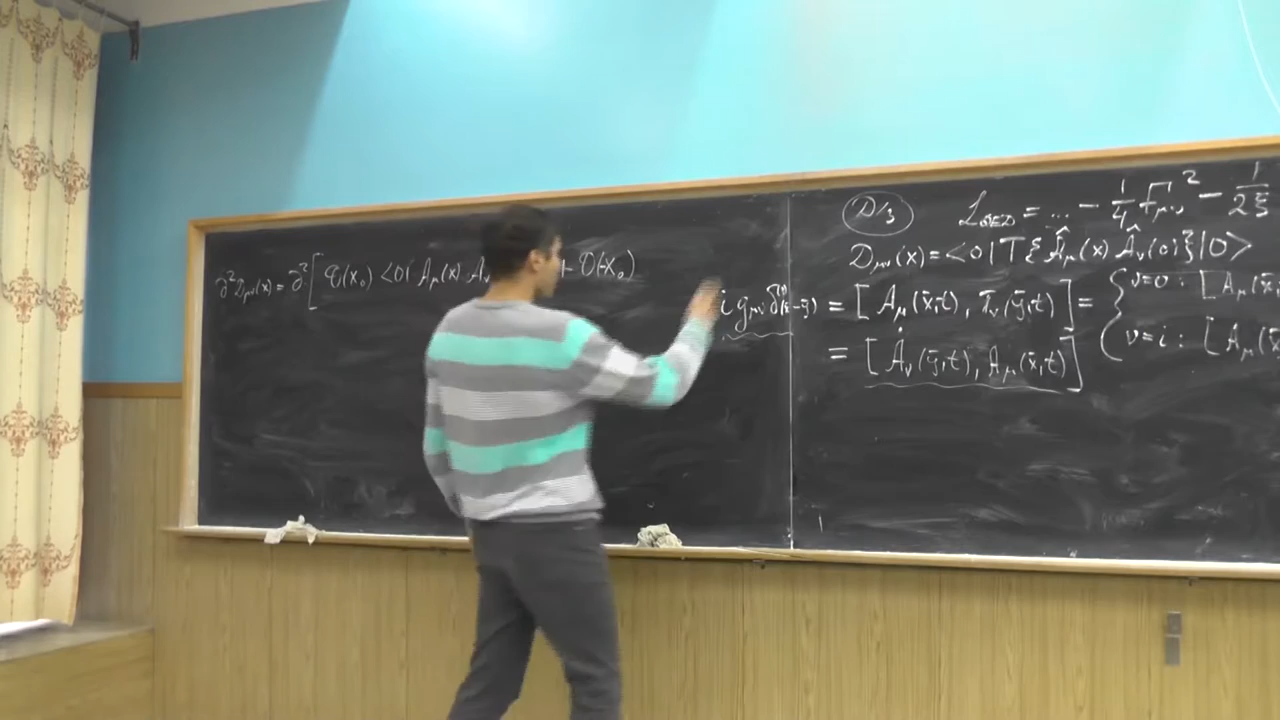 ∂²D_μν(x) = ∂²[ θ(x₀) <0| A_μ(x) A_ν + θ(-x₀)
D/3 L_QED = ... - 1/4 F_μν² - 1/2ξ
D_μν(x) = <0|T{Â_μ(x) Â_ν(0)}|0>
i g_μν δ(x̄-ȳ) = [A_μ(x̄,t), π_ν(ȳ,t)] = { ν=0 : [A_μ(x̄
= [Ȧ_ν(ȳ,t), A_μ(x̄,t)] ν=i : [A_μ(x̄